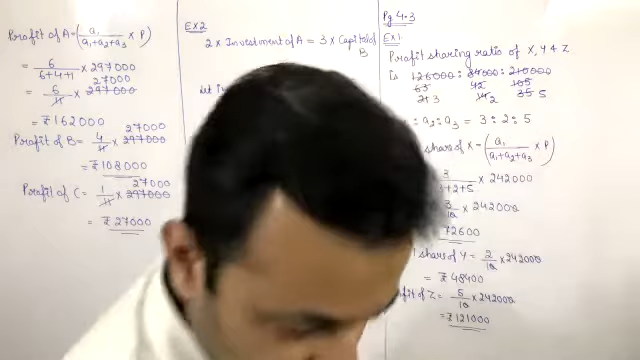 Profit of A = (a₁/(a₁+a₂+a₃) × P)
= 6/(6+4+1) × 297000
27000
= 6/11 × 297000
= ₹162000
27000
Profit of B = 4/11 × 297000
= ₹108000
27000
Profit of C = 1/11 × 297000
= ₹27000
EX 2
2 × Investment of A = 3 × Capital of B
Pg 4.3
EX 1
Profit sharing ratio of X, Y & Z
is 126000 : 84000 : 210000
63 42 105
21 3 14 2 35 5
: a₂ : a₃ = 3 : 2 : 5
share of X = (a₁/(a₁+a₂+a₃) × P)
3/3+2+5 × 242000
3/10 × 242000
72600
share of Y = 2/10 × 242000
= ₹48400
of Z = 5/10 × 242000
= ₹121000